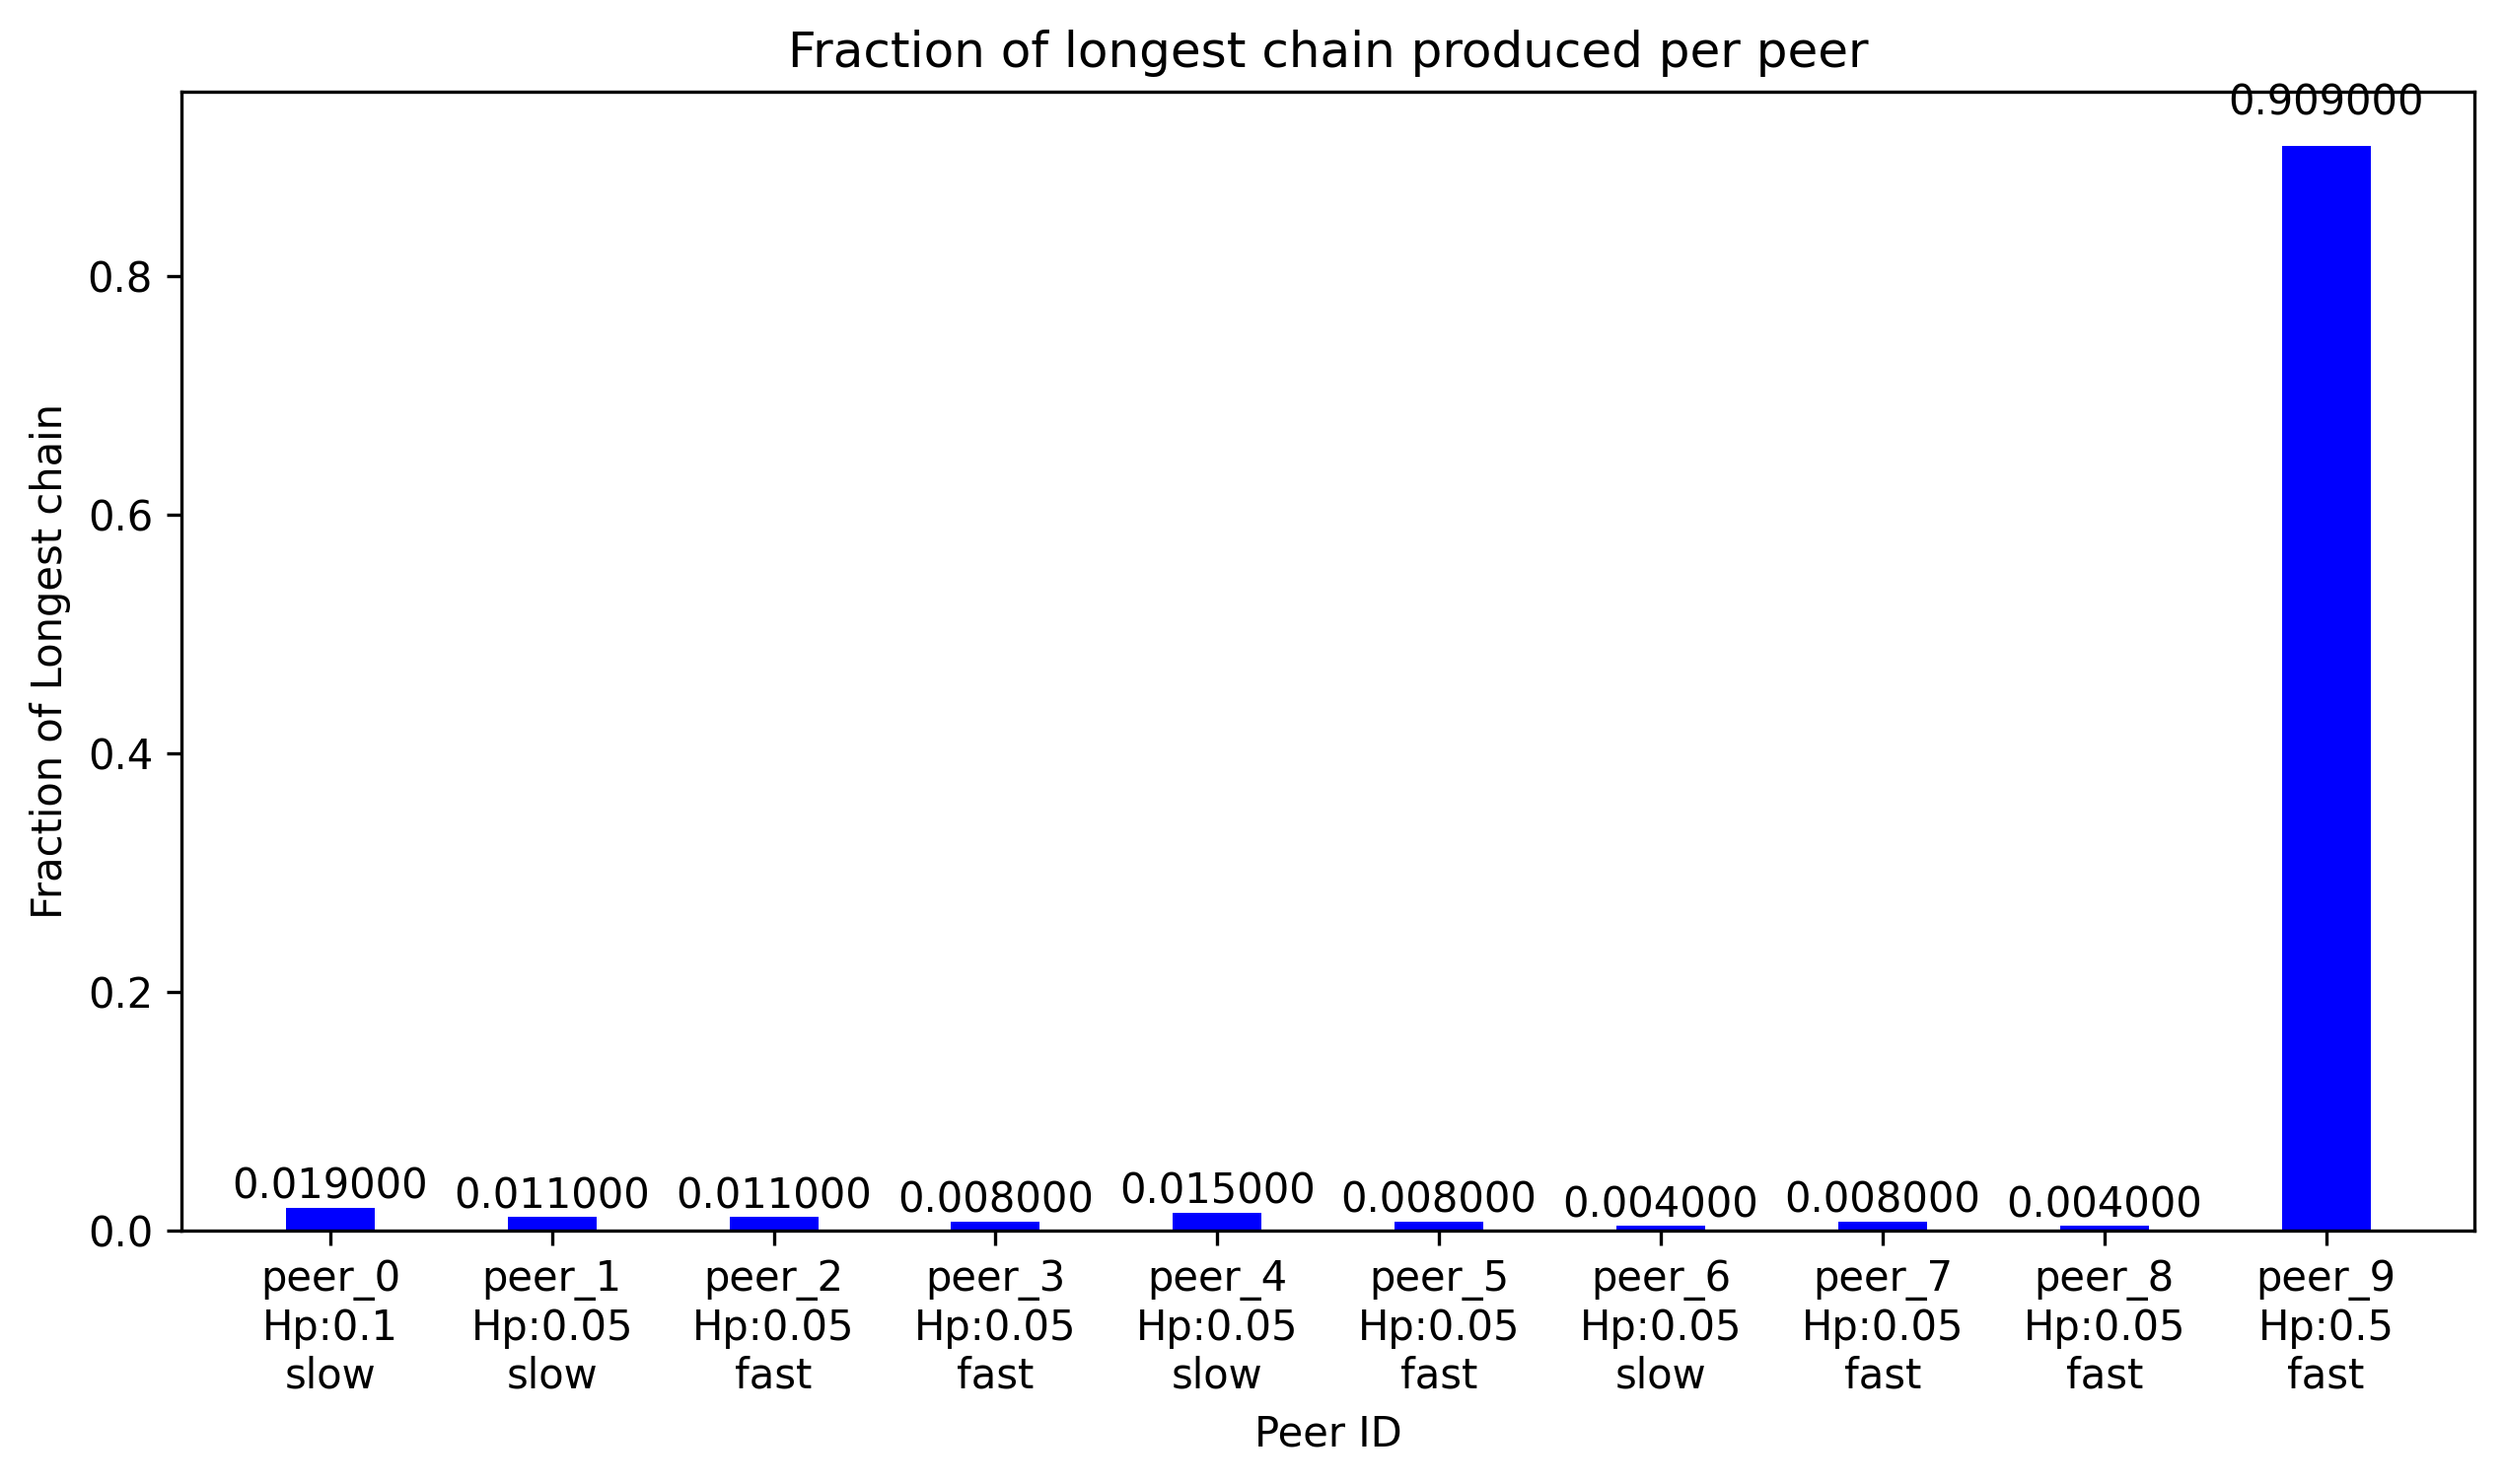 Fraction of longest chain produced per peer
Fraction of Longest chain
0.8
0.6
0.4
0.2
0.0
0.019000
0.011000
0.011000
0.008000
0.015000
0.008000
0.004000
0.008000
0.004000
0.909000
peer_0
Hp:0.1
slow
peer_1
Hp:0.05
slow
peer_2
Hp:0.05
fast
peer_3
Hp:0.05
fast
peer_4
Hp:0.05
slow
peer_5
Hp:0.05
fast
peer_6
Hp:0.05
slow
peer_7
Hp:0.05
fast
peer_8
Hp:0.05
fast
peer_9
Hp:0.5
fast
Peer ID